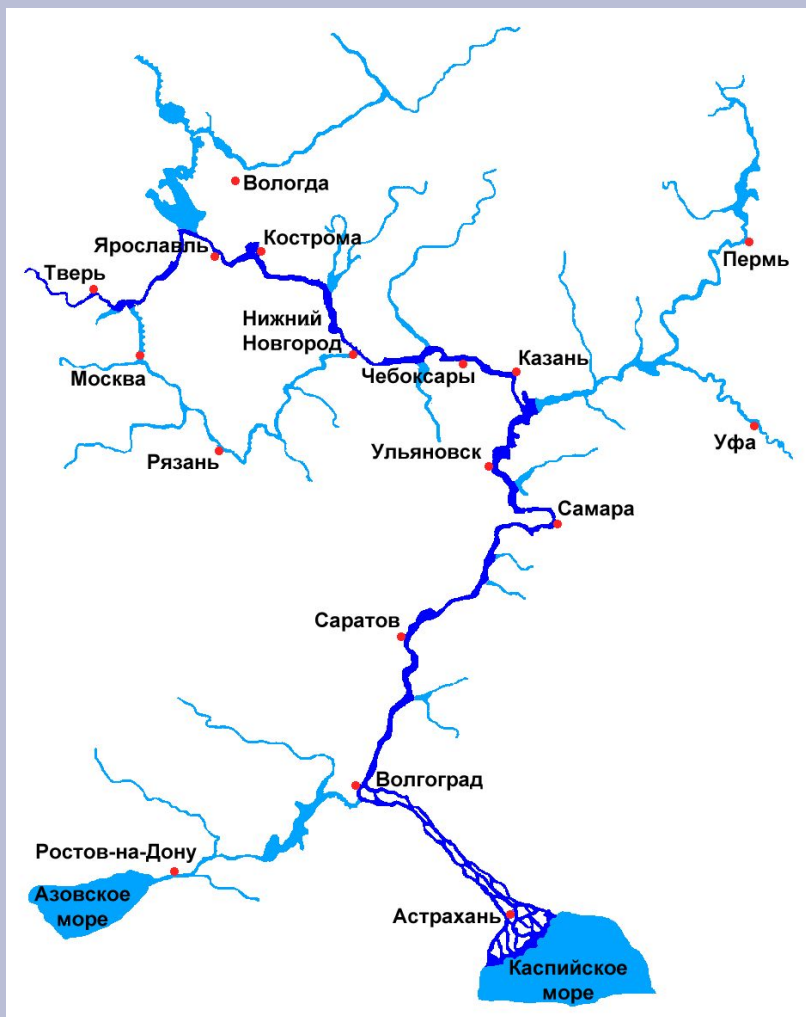 Вологда
Кострома
Ярославль
Тверь
Пермь
Нижний
Новгород
Москва
Чебоксары
Казань
Уфа
Ульяновск
Рязань
Самара
Саратов
Волгоград
Ростов-на-Дону
Азовское
море
Астрахань
Каспийское
море